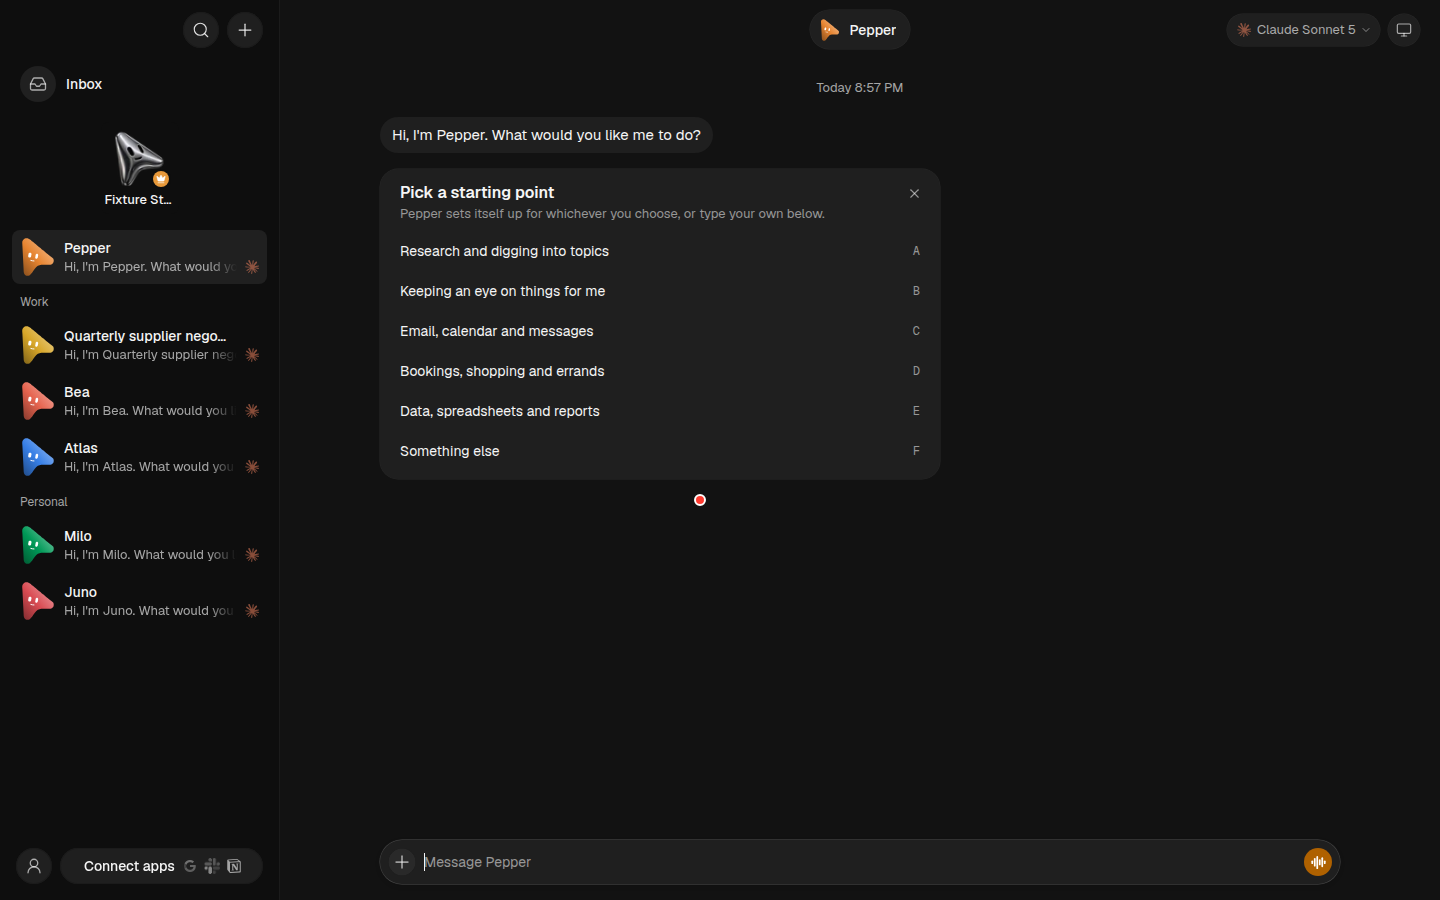 Inbox
Fixture St...
Pepper
Hi, I'm Pepper. What would
Work
Quarterly supplier nego...
Hi, I'm Quarterly supplier neg
Bea
Hi, I'm Bea. What would you
Atlas
Hi, I'm Atlas. What would you
Personal
Milo
Hi, I'm Milo. What would you
Juno
Hi, I'm Juno. What would you
Connect apps
Pepper
Claude Sonnet 5
Today 8:57 PM
Hi, I'm Pepper. What would you like me to do?
Pick a starting point
Pepper sets itself up for whichever you choose, or type your own below.
Research and digging into topics A
Keeping an eye on things for me B
Email, calendar and messages C
Bookings, shopping and errands D
Data, spreadsheets and reports E
Something else F
Message Pepper